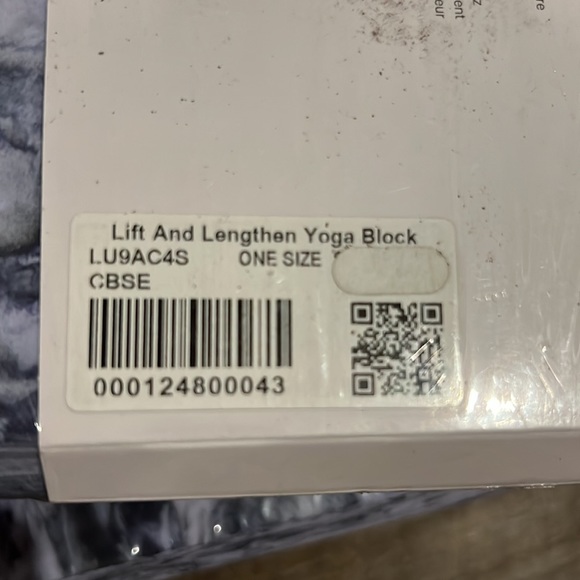 Lift And Lengthen Yoga Block
LU9AC4S ONE SIZE
CBSE
000124800043